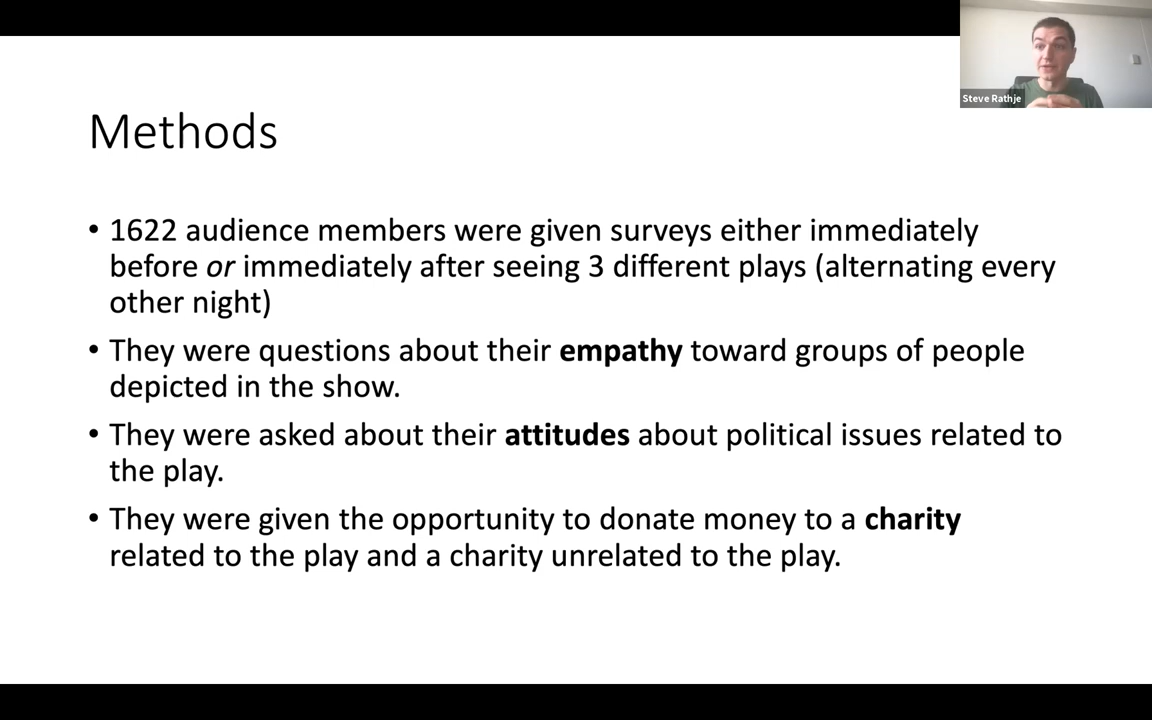 Steve Rathje
Methods
• 1622 audience members were given surveys either immediately
before or immediately after seeing 3 different plays (alternating every
other night)
• They were questions about their empathy toward groups of people
depicted in the show.
• They were asked about their attitudes about political issues related to
the play.
• They were given the opportunity to donate money to a charity
related to the play and a charity unrelated to the play.